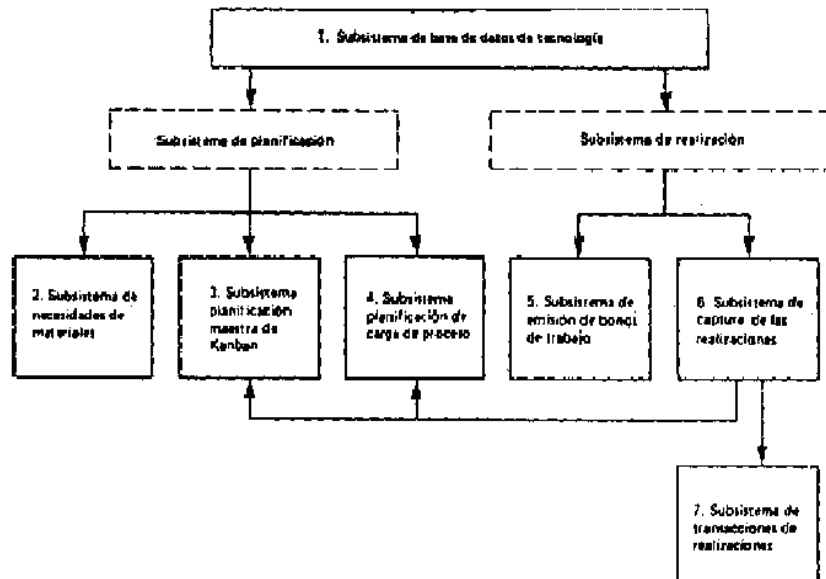 1. Subsistema de base de datos de tecnología
Subsistema de planificación
Subsistema de realización
2. Subsistema de
necesidades de
materiales
3. Subsistema
planificación
maestra de
Kanban
4. Subsistema
planificación de
carga de proceso
5. Subsistema de
emisión de bonos
de trabajo
6. Subsistema de
captura de las
realizaciones
7. Subsistema de
transacciones de
realizaciones